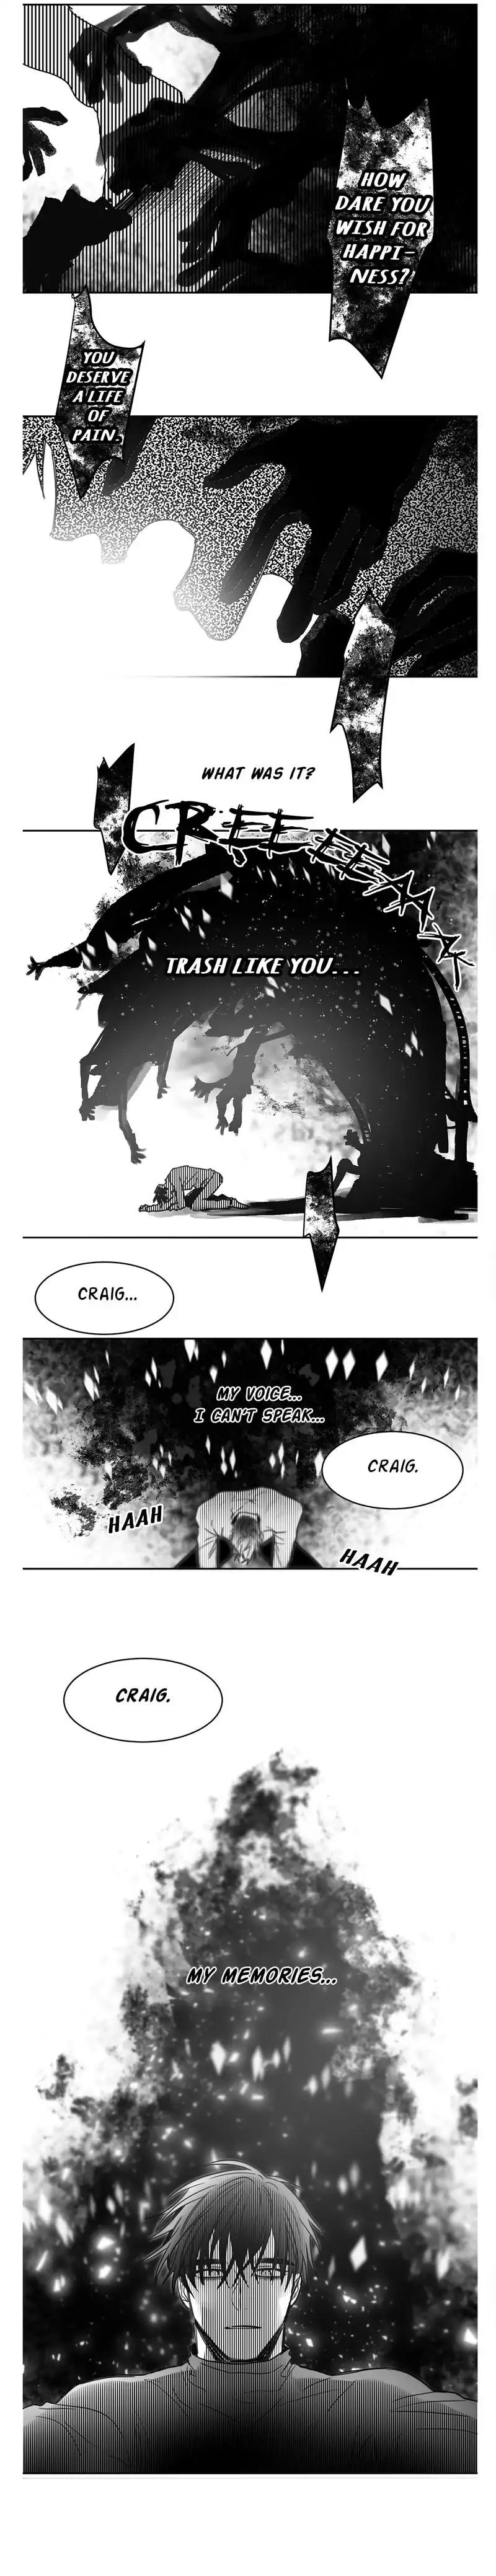 HOW
DARE YOU
WISH FOR
HAPPI-
NESS?
YOU
DESERVE
A LIFE
OF
PAIN.
WHAT WAS IT?
CREEEEEAAK
TRASH LIKE YOU...
CRAIG...
MY VOICE...
I CAN'T SPEAK...
CRAIG.
HAAH
HAAH
CRAIG.
MY MEMORIES...